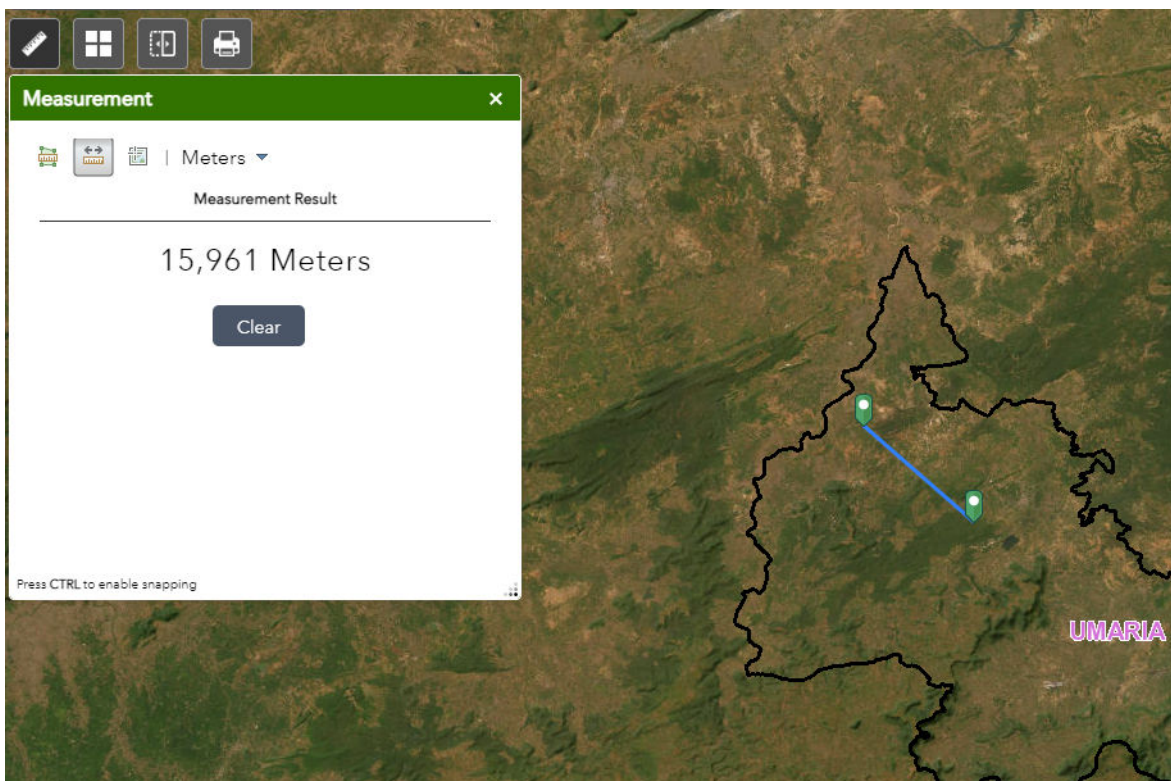 Measurement
Meters
Measurement Result
15,961 Meters
Clear
Press CTRL to enable snapping
UMARIA